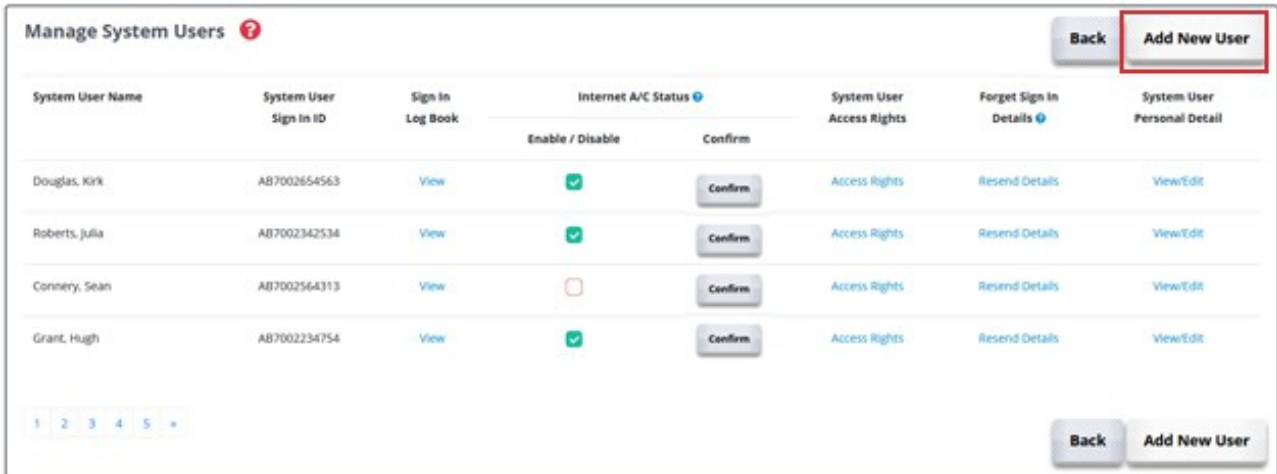 Manage System Users ?
Back Add New User
System User Name System User Sign In Internet A/C Status ? System User Forget Sign In System User
Sign In ID Log Book Access Rights Details ? Personal Detail
Enable / Disable Confirm
Douglas, Kirk AB7002654563 View Confirm Access Rights Resend Details View/Edit
Roberts, Julia AB7002342534 View Confirm Access Rights Resend Details View/Edit
Connery, Sean AB7002564313 View Confirm Access Rights Resend Details View/Edit
Grant, Hugh AB7002234754 View Confirm Access Rights Resend Details View/Edit
1 2 3 4 5 »
Back Add New User